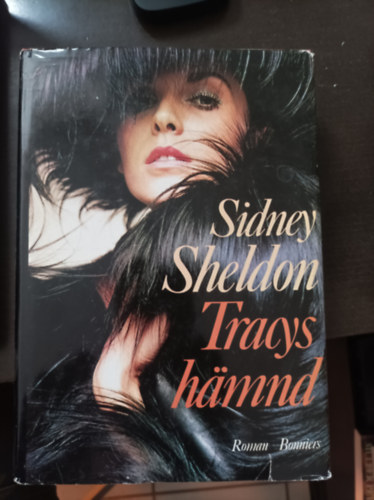 Sidney
Sheldon
Tracys
hämnd
Roman Bonniers